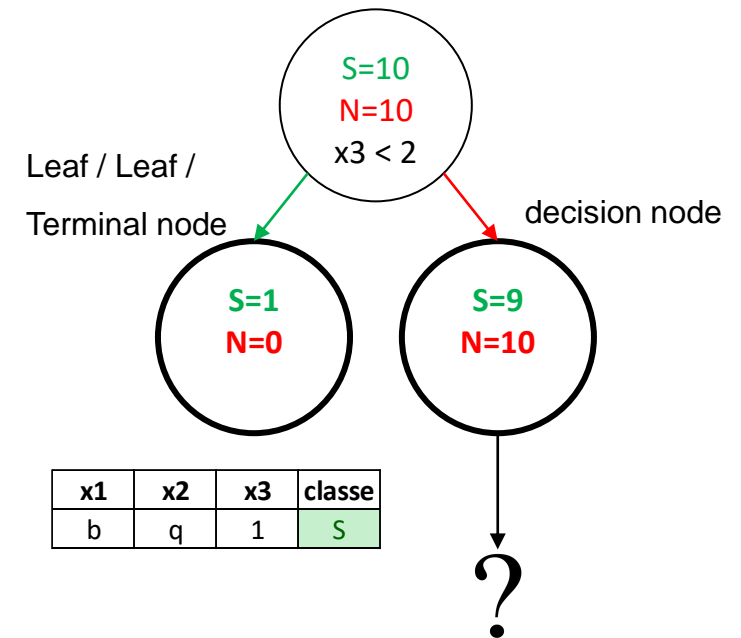 S=10
N=10
x3 < 2
Leaf / Leaf /
Terminal node
decision node
S=1
N=0
S=9
N=10
x1 x2 x3 classe
b q 1 S
?